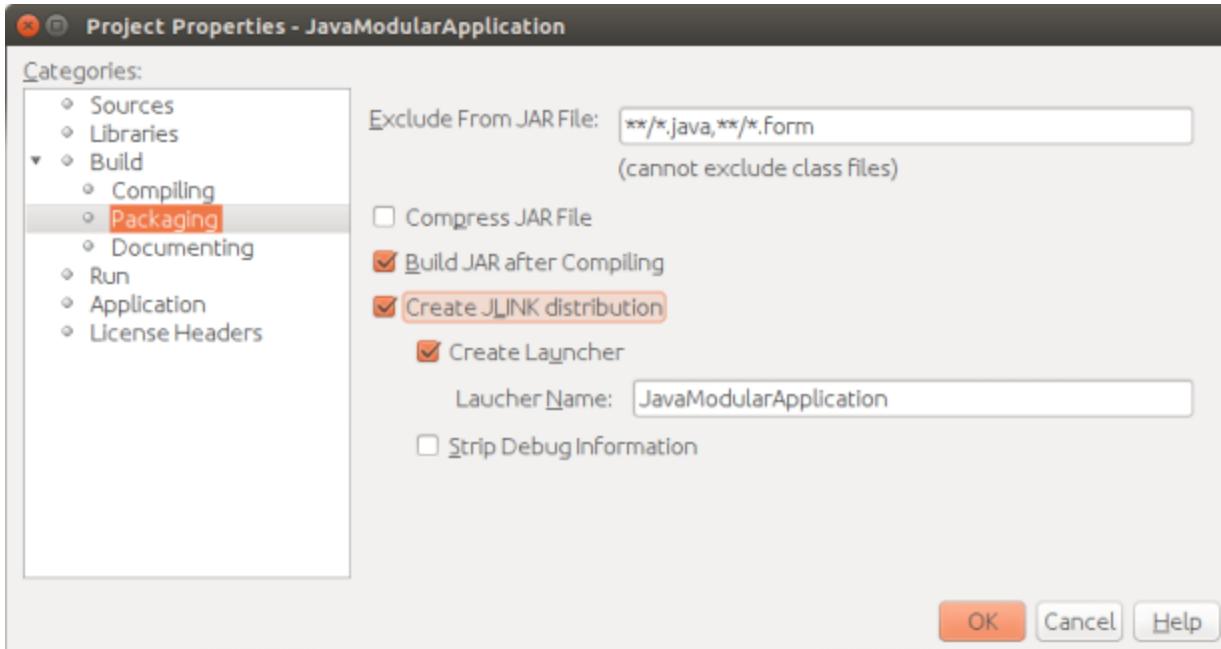 Project Properties - JavaModularApplication
Categories:
Sources
Libraries
Build
Compiling
Packaging
Documenting
Run
Application
License Headers
Exclude From JAR File: **/*.java,**/*.form
(cannot exclude class files)
Compress JAR File
Build JAR after Compiling
Create JLINK distribution
Create Launcher
Laucher Name: JavaModularApplication
Strip Debug Information
OK Cancel Help